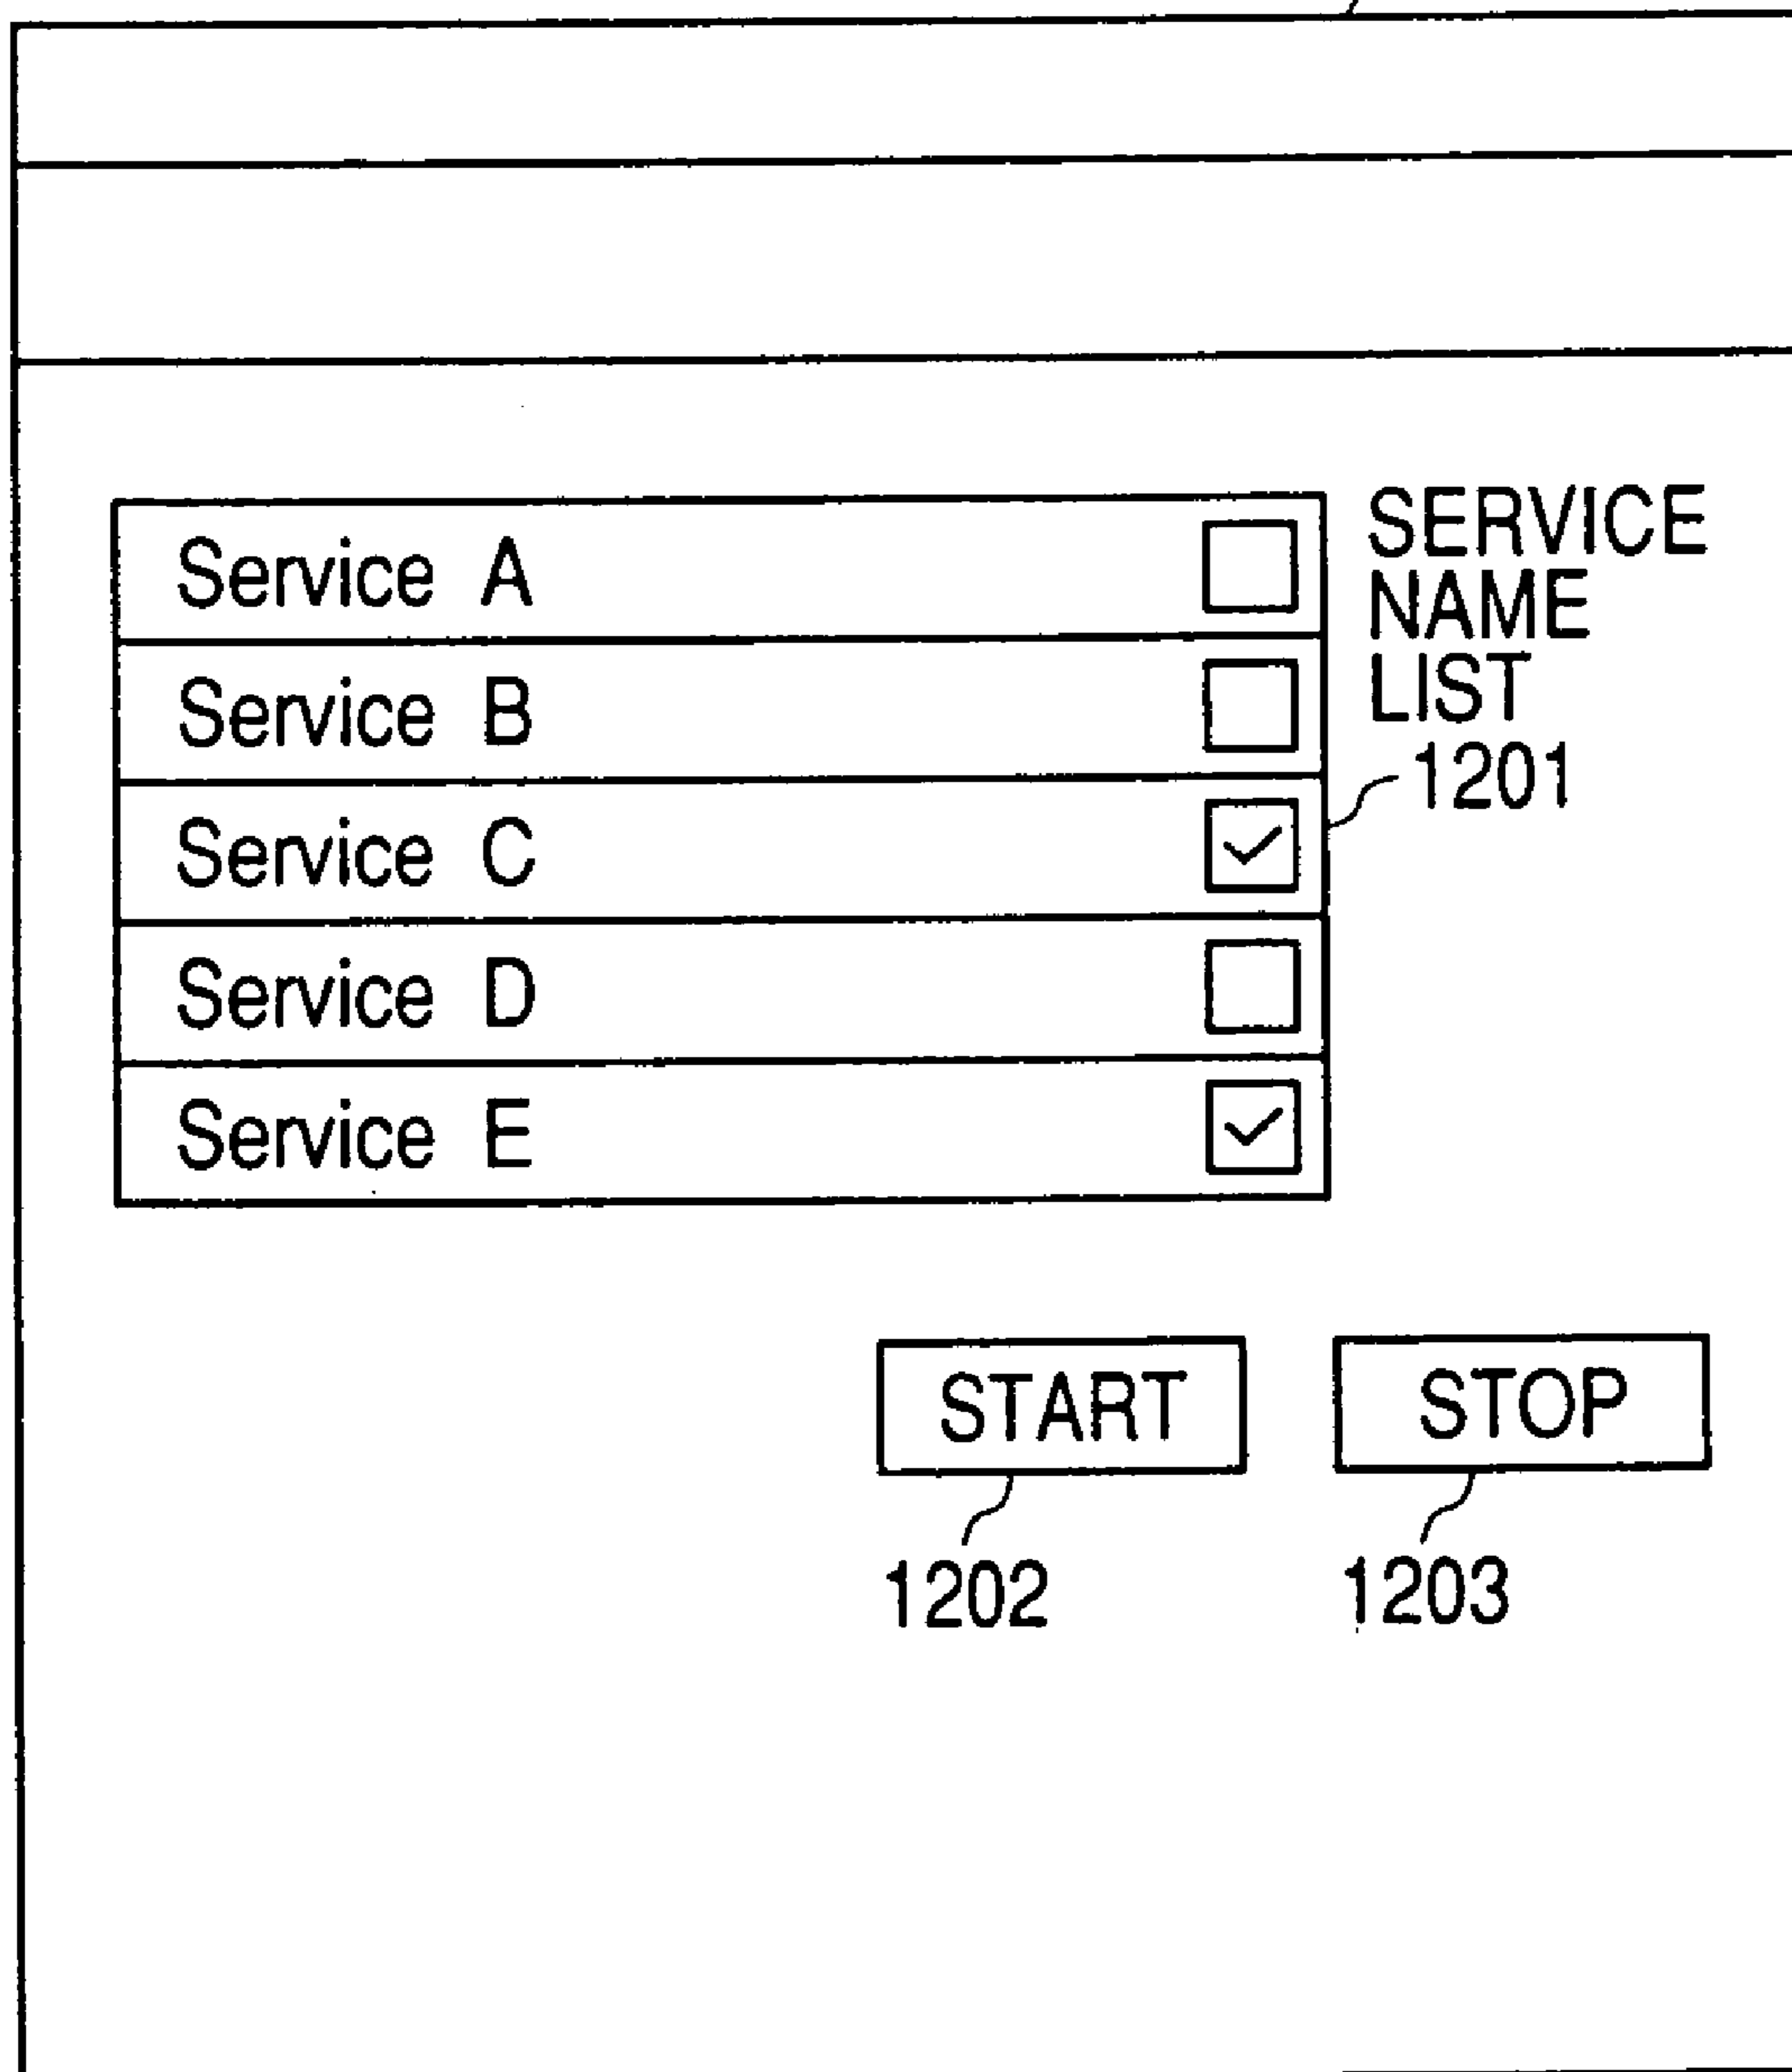 Service A
Service B
Service C
Service D
Service E
SERVICE
NAME
LIST
1201
START
STOP
1202
1203